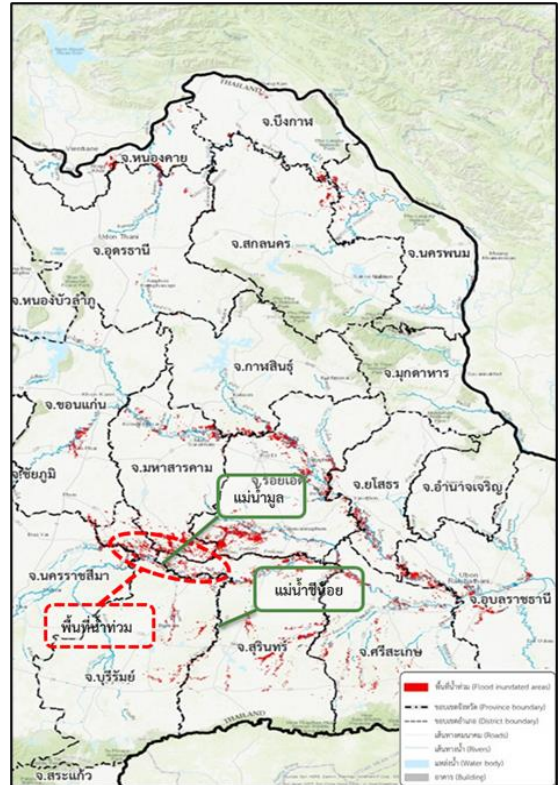 THAILAND
จ.บึงกาฬ
Vientiane
จ.หนองคาย
Udon Thani
จ.อุดรธานี
จ.สกลนคร
จ.นครพนม
จ.หนองบัวลำภู
จ.กาฬสินธุ์
จ.มุกดาหาร
จ.ขอนแก่น
จ.ชัยภูมิ
จ.มหาสารคาม
จ.ร้อยเอ็ด
จ.ยโสธร
จ.อำนาจเจริญ
แม่น้ำมูล
จ.นครราชสีมา
Ubon
Ratchathani
จ.อุบลราชธานี
แม่น้ำชีน้อย
พื้นที่น้ำท่วม
จ.สุรินทร์
จ.ศรีสะเกษ
จ.บุรีรัมย์
THAILAND
จ.สระแก้ว
พื้นที่น้ำท่วม (Flood inundated areas)
ขอบเขตจังหวัด (Province boundary)
ขอบเขตอำเภอ (District boundary)
เส้นทางคมนาคม (Roads)
เส้นทางน้ำ (Rivers)
แหล่งน้ำ (Water body)
อาคาร (Building)